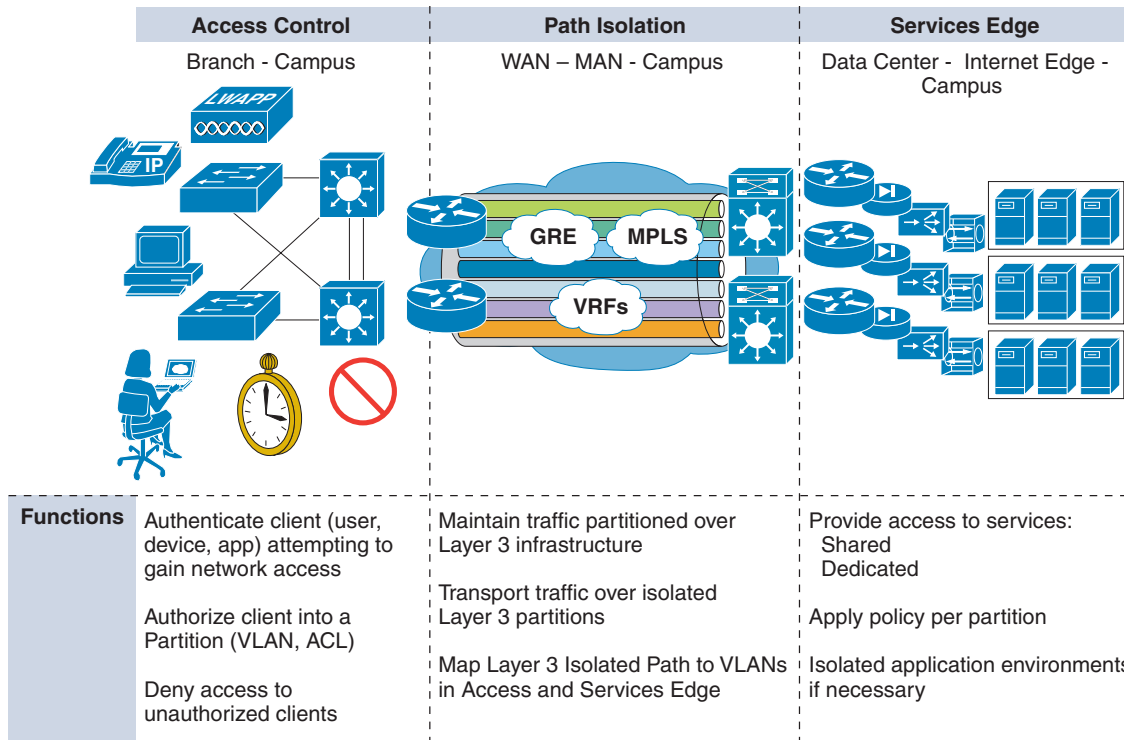 Access Control
Path Isolation
Services Edge
Branch - Campus
WAN – MAN - Campus
Data Center - Internet Edge -
Campus
LWAPP
IP
GRE
MPLS
VRFs
Functions
Authenticate client (user,
device, app) attempting to
gain network access
Authorize client into a
Partition (VLAN, ACL)
Deny access to
unauthorized clients
Maintain traffic partitioned over
Layer 3 infrastructure
Transport traffic over isolated
Layer 3 partitions
Map Layer 3 Isolated Path to VLANs
in Access and Services Edge
Provide access to services:
Shared
Dedicated
Apply policy per partition
Isolated application environments
if necessary